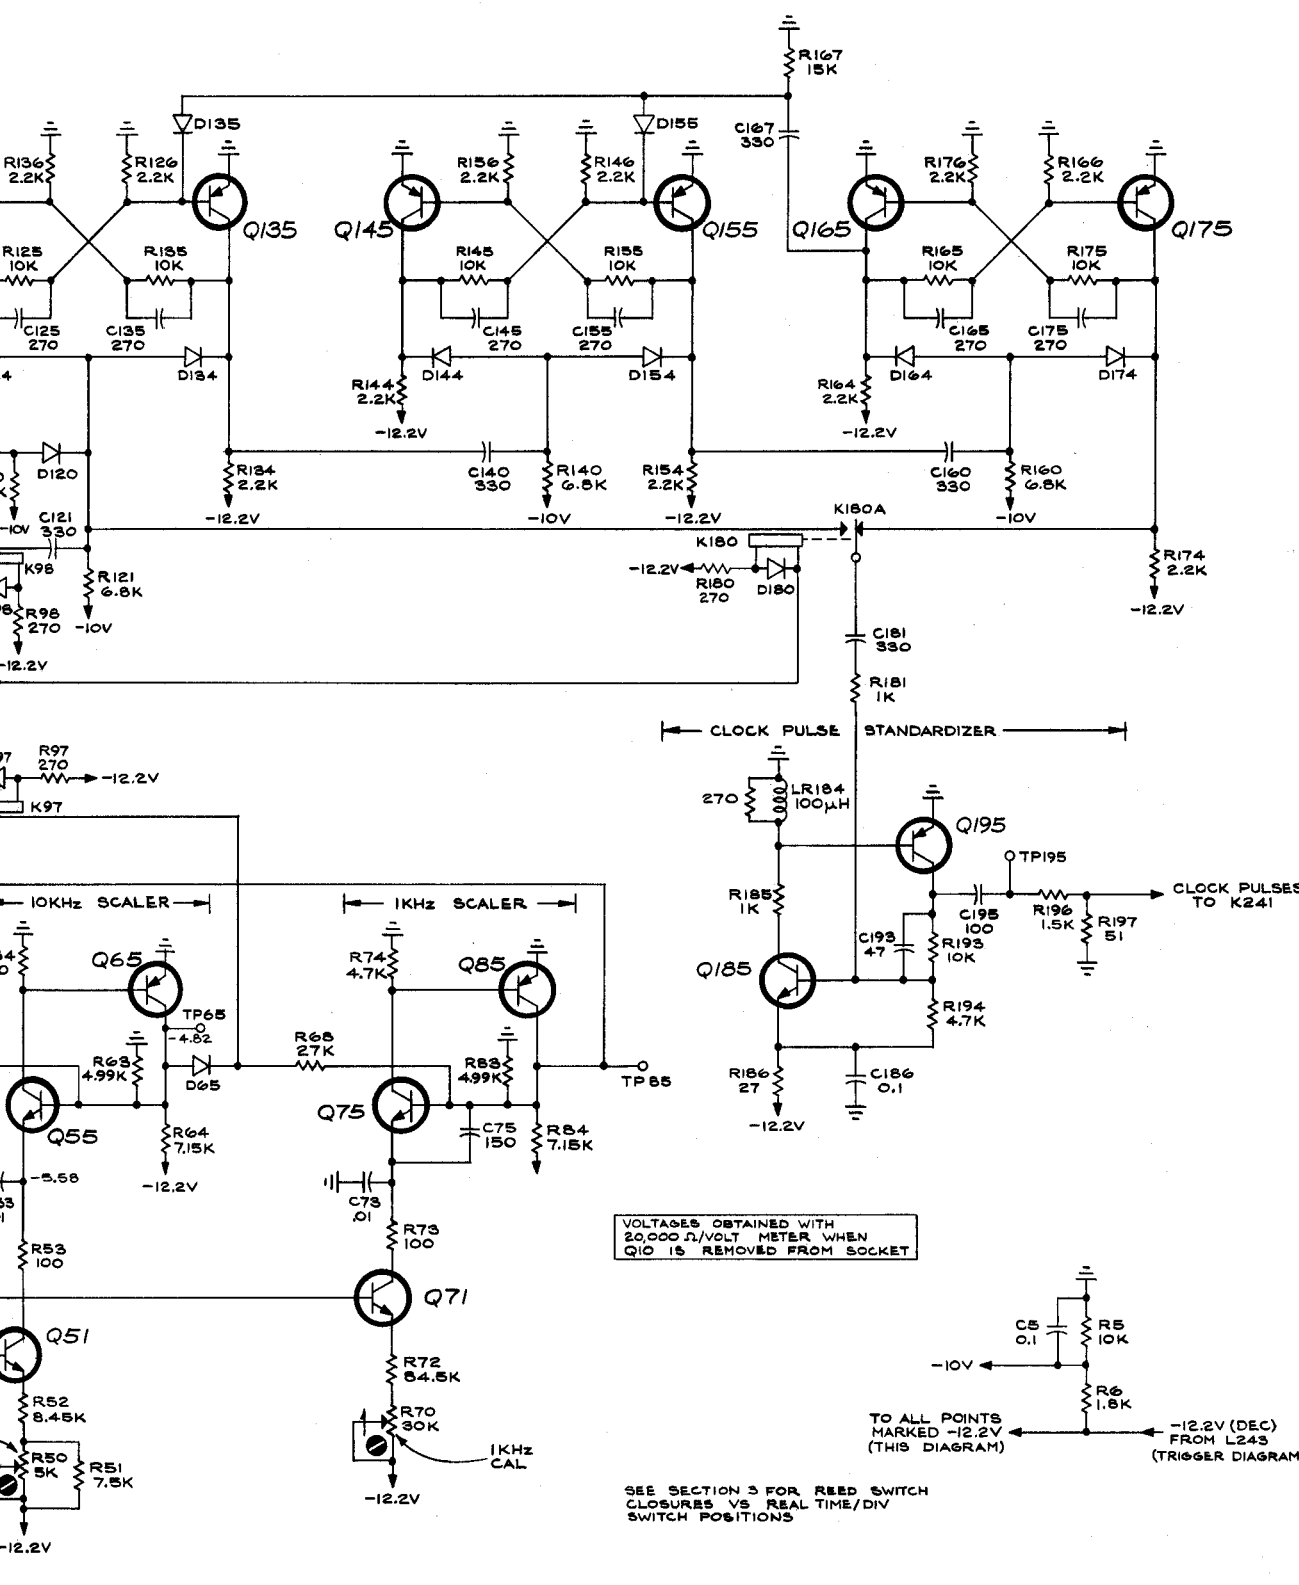 R167
15K
D135
D155
C167
330
R136
2.2K
R126
2.2K
R156
2.2K
R146
2.2K
R176
2.2K
R166
2.2K
Q135
Q145
Q155
Q165
Q175
R125
10K
R135
10K
R145
10K
R155
10K
R165
10K
R175
10K
C125
270
C135
270
C145
270
C155
270
C165
270
C175
270
4
D134
D144
D154
D164
D174
R144
2.2K
-12.2V
R164
2.2K
-12.2V
D120
K
-10V
R134
2.2K
-12.2V
C140
330
R140
6.8K
-10V
R154
2.2K
-12.2V
C160
330
R160
6.8K
-10V
C121
330
K98
R121
6.8K
-10V
R98
270
-12.2V
K180A
K180
-12.2V
R180
270
D180
R174
2.2K
-12.2V
C181
330
R181
1K
CLOCK PULSE STANDARDIZER
97
R97
270
-12.2V
K97
270
LR184
100µH
Q195
TP195
R185
1K
C195
100
R196
1.5K
R197
51
CLOCK PULSES
TO K241
C193
47
R193
10K
Q185
R194
4.7K
R186
27
-12.2V
C186
0.1
10KHz SCALER
1KHz SCALER
34
0
Q65
R74
4.7K
Q85
TP65
-4.82
R63
4.99K
D65
R68
27K
R83
4.99K
TP85
Q55
R64
7.15K
-12.2V
Q75
C75
150
R84
7.15K
-5.58
53
1
C73
.01
R53
100
R73
100
Q71
Q51
R52
8.45K
R50
5K
R51
7.5K
-12.2V
R72
84.5K
R70
30K
1KHz
CAL
-12.2V
VOLTAGES OBTAINED WITH
20,000 Ω/VOLT METER WHEN
Q10 IS REMOVED FROM SOCKET
C5
0.1
R5
10K
-10V
R6
1.8K
TO ALL POINTS
MARKED -12.2V
(THIS DIAGRAM)
-12.2V (DEC)
FROM L243
(TRIGGER DIAGRAM
SEE SECTION 3 FOR REED SWITCH
CLOSURES VS REAL TIME/DIV
SWITCH POSITIONS